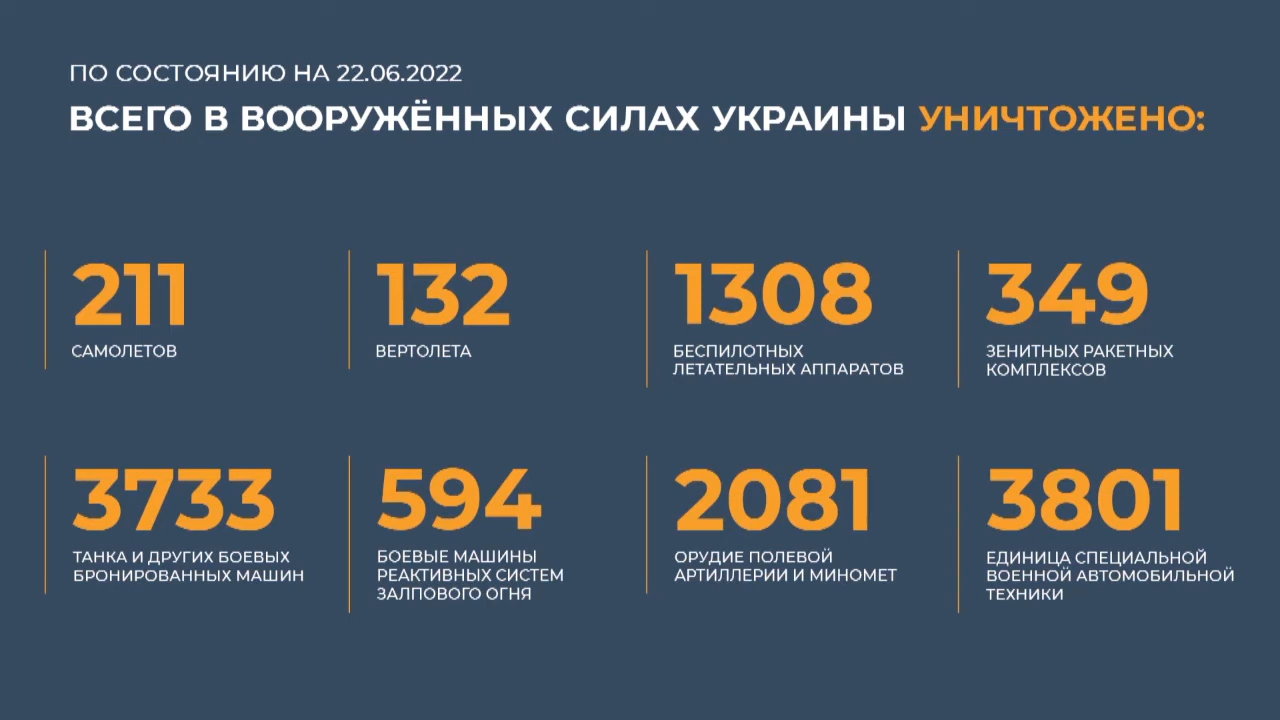 ПО СОСТОЯНИЮ НА 22.06.2022
ВСЕГО В ВООРУЖЁННЫХ СИЛАХ УКРАИНЫ УНИЧТОЖЕНО:
211
САМОЛЕТОВ
132
ВЕРТОЛЕТА
1308
БЕСПИЛОТНЫХ
ЛЕТАТЕЛЬНЫХ АППАРАТОВ
349
ЗЕНИТНЫХ РАКЕТНЫХ
КОМПЛЕКСОВ
3733
ТАНКА И ДРУГИХ БОЕВЫХ
БРОНИРОВАННЫХ МАШИН
594
БОЕВЫЕ МАШИНЫ
РЕАКТИВНЫХ СИСТЕМ
ЗАЛПОВОГО ОГНЯ
2081
ОРУДИЕ ПОЛЕВОЙ
АРТИЛЛЕРИИ И МИНОМЕТ
3801
ЕДИНИЦА СПЕЦИАЛЬНОЙ
ВОЕННОЙ АВТОМОБИЛЬНОЙ
ТЕХНИКИ